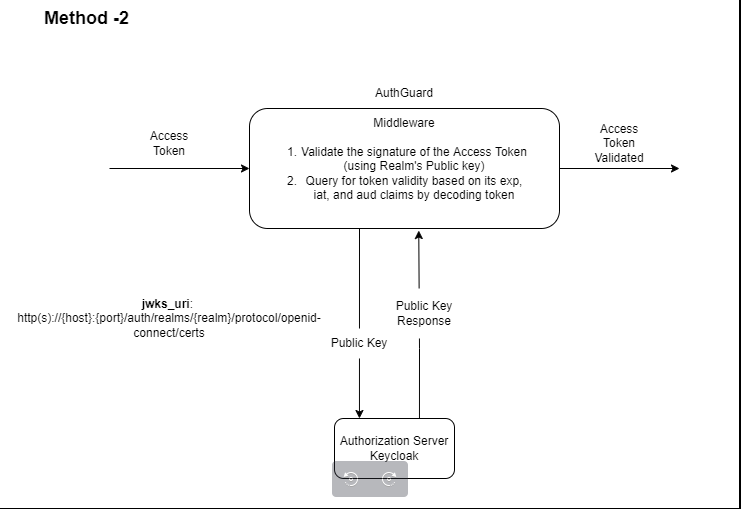 Method -2
AuthGuard
Middleware
1. Validate the signature of the Access Token
(using Realm's Public key)
2. Query for token validity based on its exp,
iat, and aud claims by decoding token
Access
Token
Access
Token
Validated
jwks_uri:
http(s)://{host}:{port}/auth/realms/{realm}/protocol/openid-
connect/certs
Public Key
Response
Public Key
Authorization Server
Keycloak